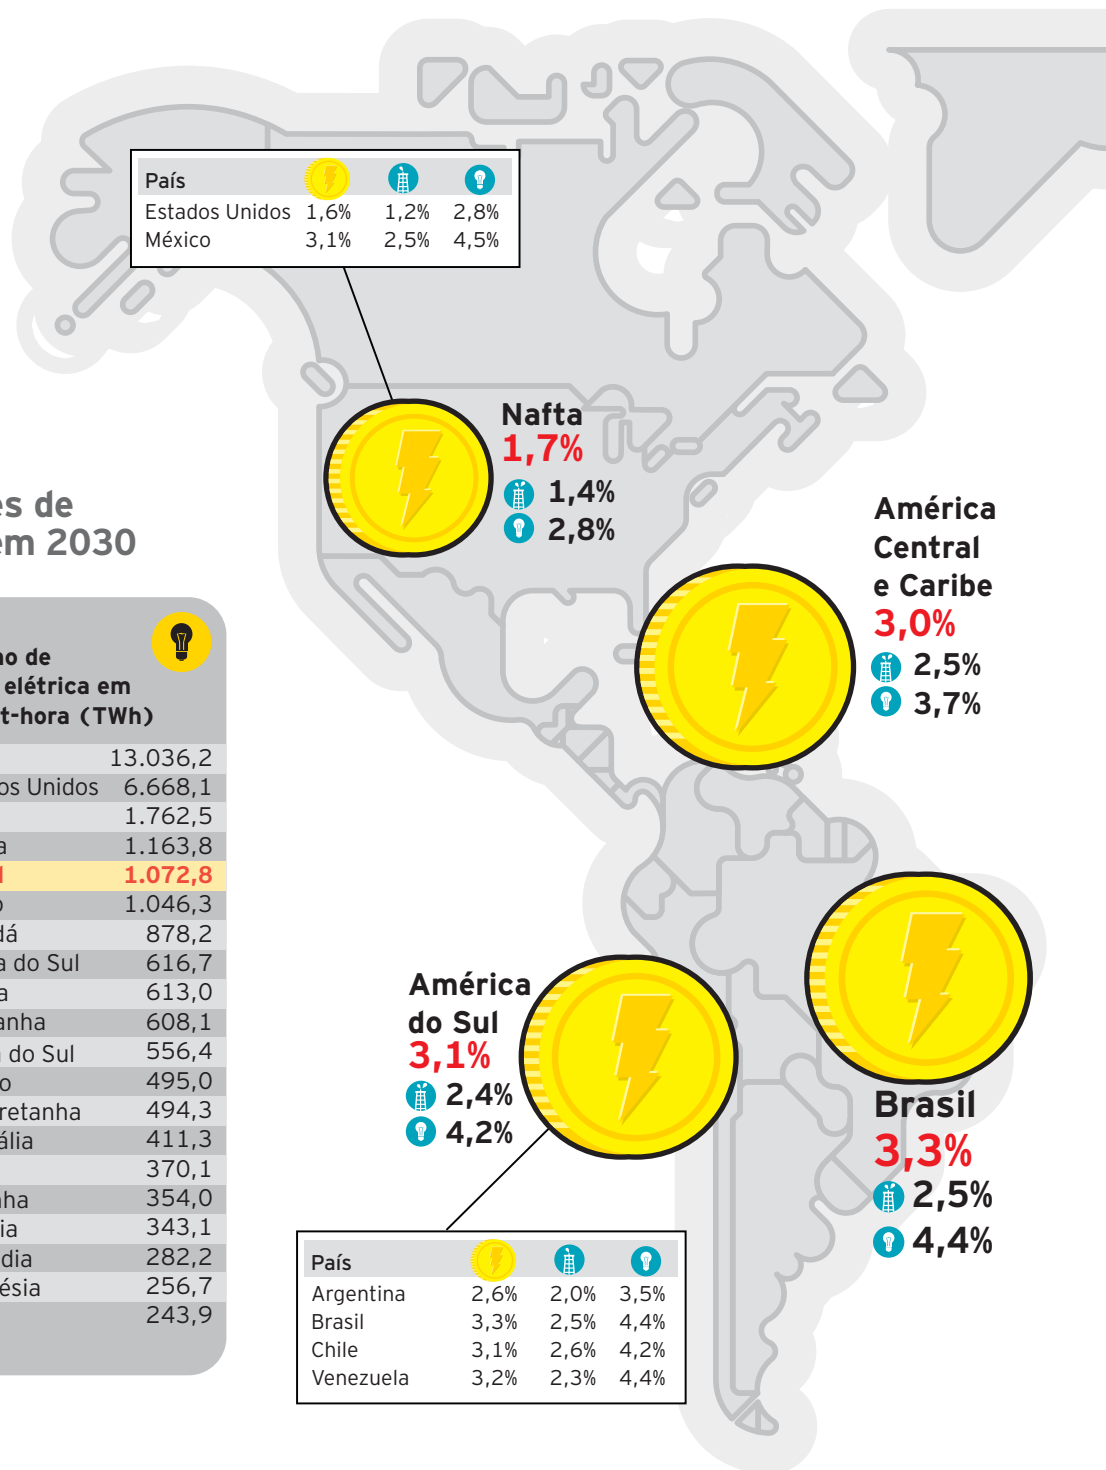 País
Estados Unidos 1,6% 1,2% 2,8%
México 3,1% 2,5% 4,5%
Nafta
1,7%
1,4%
2,8%
América
Central
e Caribe
3,0%
2,5%
3,7%
de
em 2030
de
elétrica em
t-hora (TWh)
13.036,2
os Unidos 6.668,1
1.762,5
a 1.163,8
1.072,8
o 1.046,3
dá 878,2
a do Sul 616,7
a 613,0
anha 608,1
do Sul 556,4
o 495,0
retanha 494,3
ália 411,3
370,1
nha 354,0
ia 343,1
dia 282,2
ésia 256,7
243,9
América
do Sul
3,1%
2,4%
4,2%
Brasil
3,3%
2,5%
4,4%
País
Argentina 2,6% 2,0% 3,5%
Brasil 3,3% 2,5% 4,4%
Chile 3,1% 2,6% 4,2%
Venezuela 3,2% 2,3% 4,4%